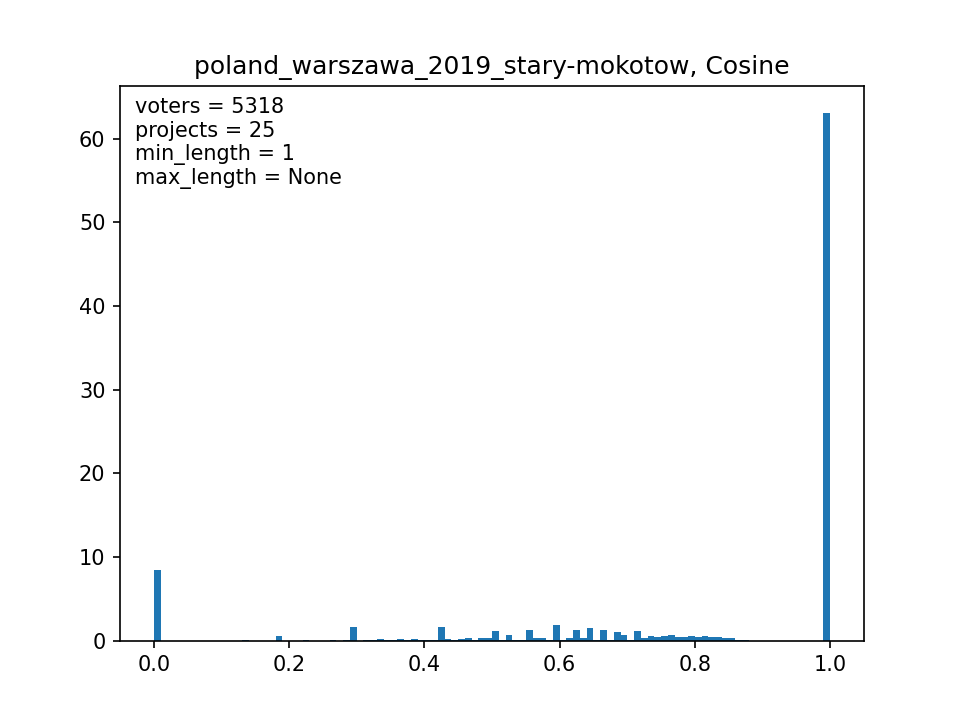 poland_warszawa_2019_stary-mokotow, Cosine
voters = 5318
projects = 25
min_length = 1
max_length = None
60
50
40
30
20
10
0
0.0 0.2 0.4 0.6 0.8 1.0